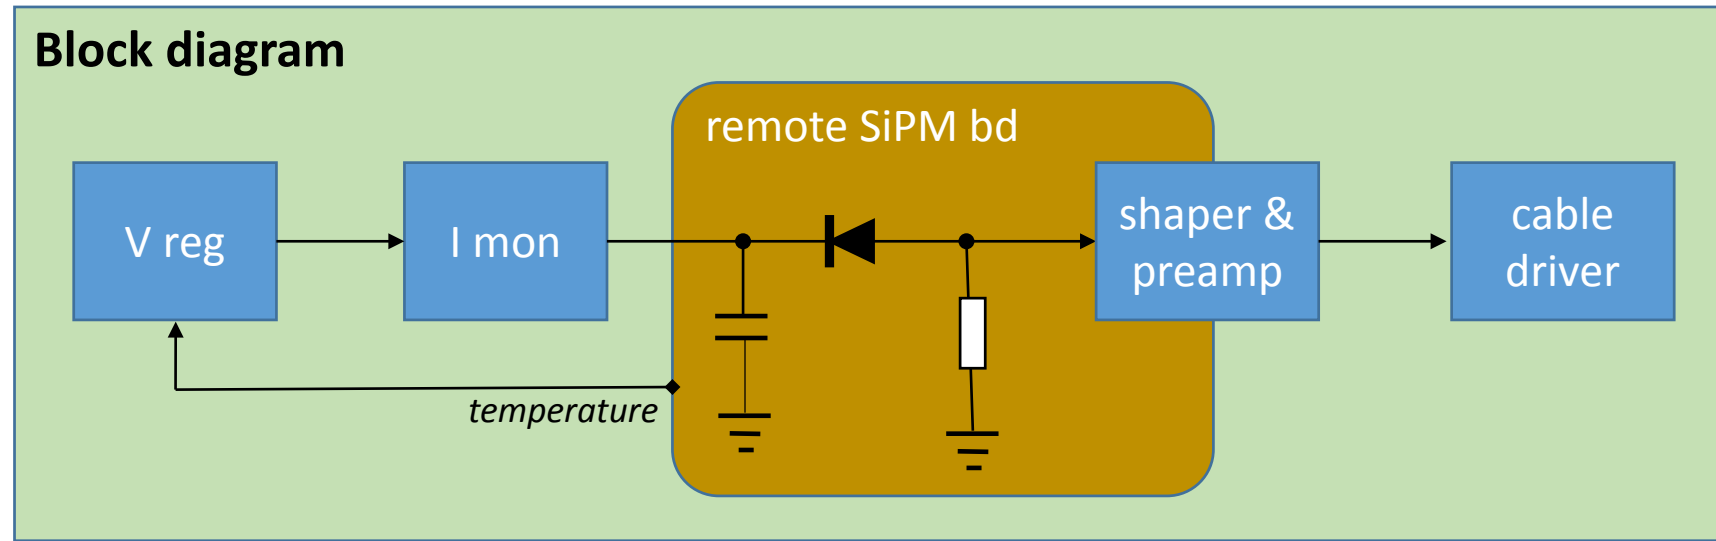 Block diagram
remote SiPM bd
V reg
I mon
shaper &
preamp
cable
driver
temperature